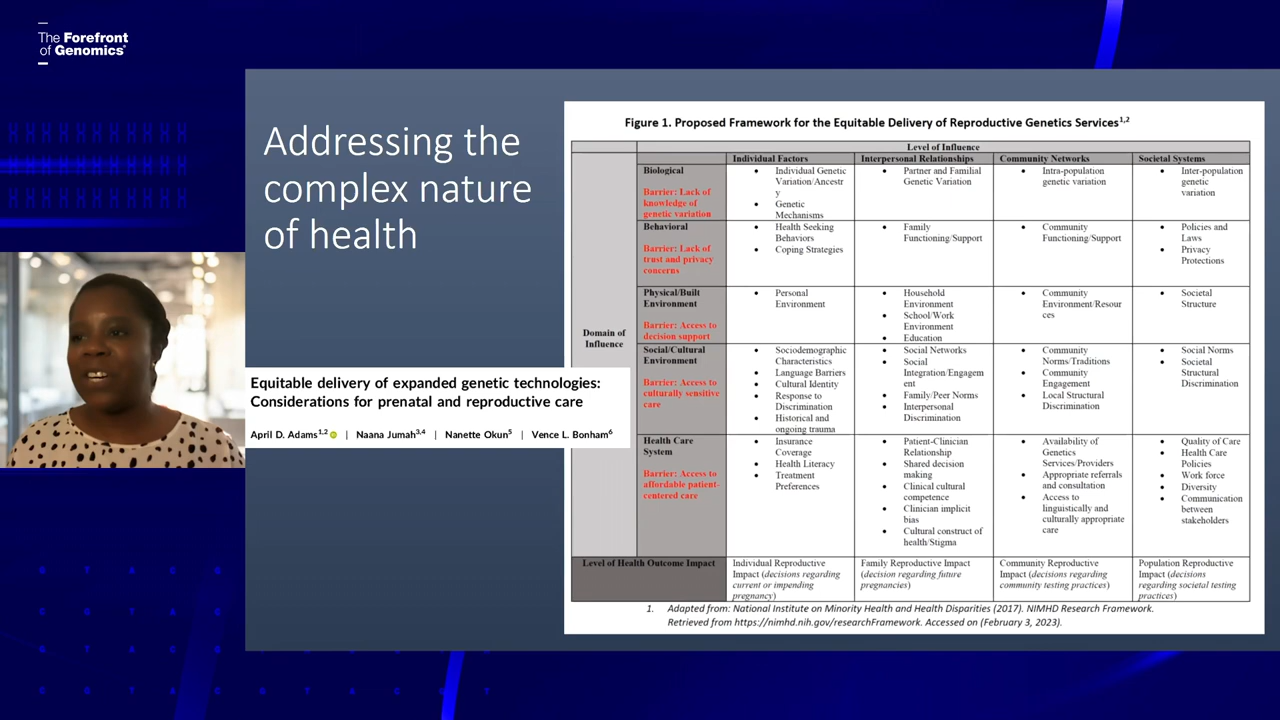 The Forefront
of Genomics®
Addressing the
complex nature
of health
Equitable delivery of expanded genetic technologies:
Considerations for prenatal and reproductive care
April D. Adams1,2 | Naana Jumah3,4 | Nanette Okun5 | Vence L. Bonham6
Figure 1. Proposed Framework for the Equitable Delivery of Reproductive Genetics Services1,2
Level of Influence
Individual Factors
Interpersonal Relationships
Community Networks
Societal Systems
Domain of
Influence
Biological
Barrier: Lack of
knowledge of
genetic variation
• Individual Genetic
Variation/Ancestr
y
• Genetic
Mechanisms
• Partner and Familial
Genetic Variation
• Intra-population
genetic variation
• Inter-population
genetic
variation
Behavioral
Barrier: Lack of
trust and privacy
concerns
• Health Seeking
Behaviors
• Coping Strategies
• Family
Functioning/Support
• Community
Functioning/Support
• Policies and
Laws
• Privacy
Protections
Physical/Built
Environment
Barrier: Access to
decision support
• Personal
Environment
• Household
Environment
• School/Work
Environment
• Education
• Community
Environment/Resour
ces
• Societal
Structure
Social/Cultural
Environment
Barrier: Access to
culturally sensitive
care
• Sociodemographic
Characteristics
• Language Barriers
• Cultural Identity
• Response to
Discrimination
• Historical and
ongoing trauma
• Social Networks
• Social
Integration/Engagem
ent
• Family/Peer Norms
• Interpersonal
Discrimination
• Community
Norms/Traditions
• Community
Engagement
• Local Structural
Discrimination
• Social Norms
• Societal
Structural
Discrimination
Health Care
System
Barrier: Access to
affordable patient-
centered care
• Insurance
Coverage
• Health Literacy
• Treatment
Preferences
• Patient-Clinician
Relationship
• Shared decision
making
• Clinical cultural
competence
• Clinician implicit
bias
• Cultural construct of
health/Stigma
• Availability of
Genetics
Services/Providers
• Appropriate referrals
and consultation
• Access to
linguistically and
culturally appropriate
care
• Quality of Care
• Health Care
Policies
• Work force
• Diversity
• Communication
between
stakeholders
Level of Health Outcome Impact
Individual Reproductive
Impact (decisions regarding
current or impending
pregnancy)
Family Reproductive Impact
(decision regarding future
pregnancies)
Community Reproductive
Impact (decisions regarding
community testing practices)
Population Reproductive
Impact (decisions
regarding societal testing
practices)
1. Adapted from: National Institute on Minority Health and Health Disparities (2017). NIMHD Research Framework.
Retrieved from https://nimhd.nih.gov/researchFramework. Accessed on (February 3, 2023).